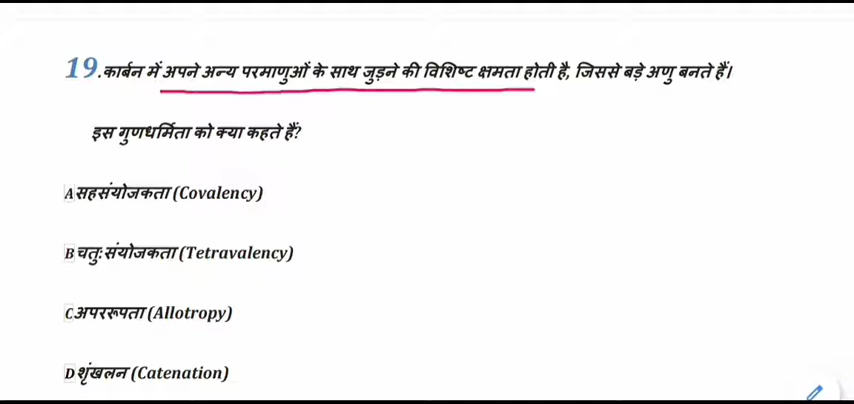 19.कार्बन में अपने अन्य परमाणुओं के साथ जुड़ने की विशिष्ट क्षमता होती है, जिससे बड़े अणु बनते हैं।
इस गुणधर्मिता को क्या कहते हैं?
A सहसंयोजकता (Covalency)
B चतु:संयोजकता (Tetravalency)
C अपररूपता (Allotropy)
D शृंखलन (Catenation)